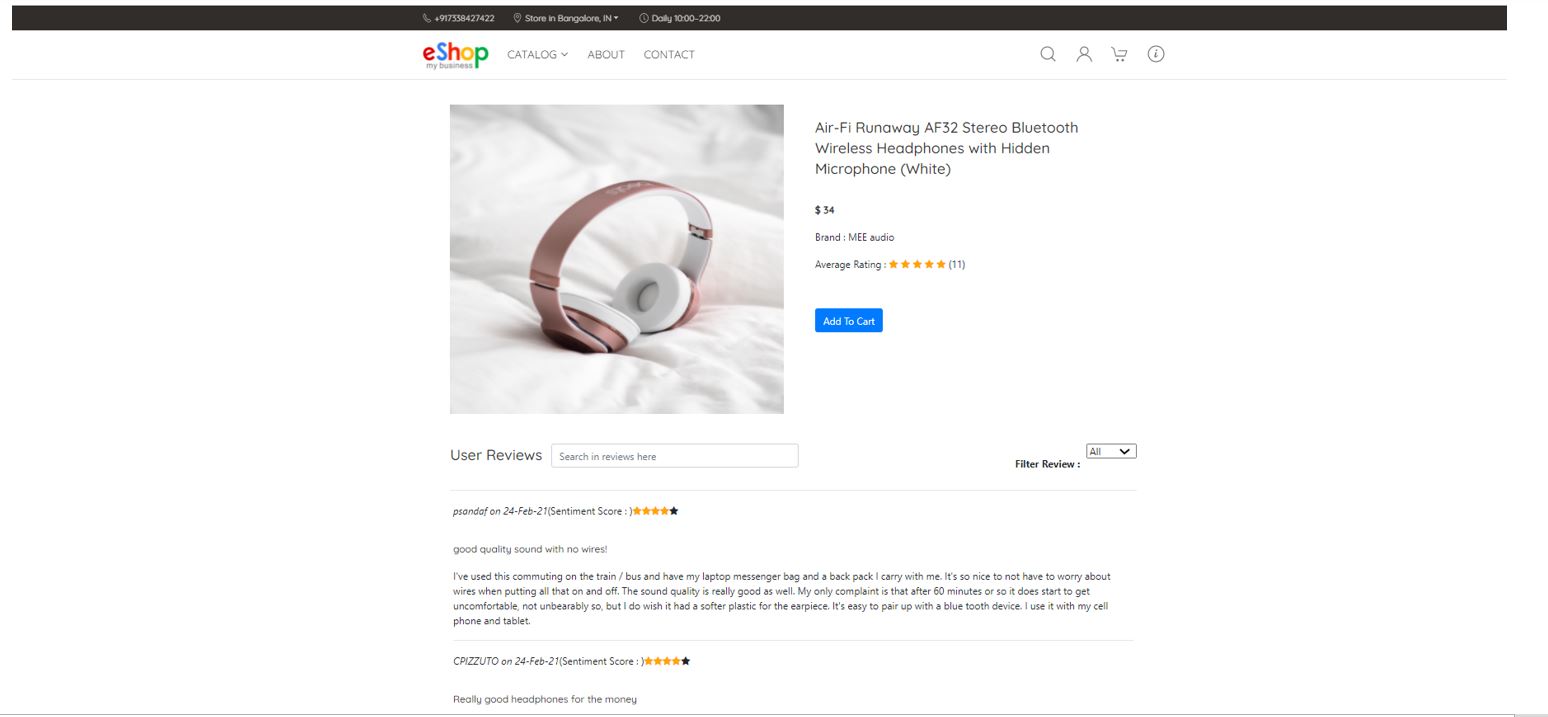 +917338427422 Store in Bangalore, IN Daily 10:00–22:00
eShop
my business
CATALOG ABOUT CONTACT
Air-Fi Runaway AF32 Stereo Bluetooth
Wireless Headphones with Hidden
Microphone (White)
$ 34
Brand : MEE audio
Average Rating : (11)
Add To Cart
User Reviews Search in reviews here All
Filter Review :
psandaf on 24-Feb-21(Sentiment Score : )
good quality sound with no wires!
I've used this commuting on the train / bus and have my laptop messenger bag and a back pack I carry with me. It's so nice to not have to worry about
wires when putting all that on and off. The sound quality is really good as well. My only complaint is that after 60 minutes or so it does start to get
uncomfortable, not unbearably so, but I do wish it had a softer plastic for the earpiece. It's easy to pair up with a blue tooth device. I use it with my cell
phone and tablet.
CPIZZUTO on 24-Feb-21(Sentiment Score : )
Really good headphones for the money